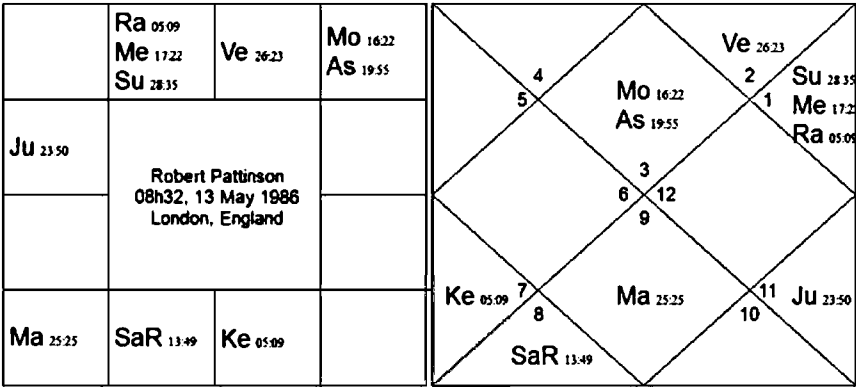 Ra 05:09
Me 17:22
Su 28:35
Ve 26:23
Mo 16:22
As 19:55
Ju 23:50
Robert Pattinson
08h32, 13 May 1986
London, England
Ma 25:25
SaR 13:49
Ke 05:09
Ve 26:23
4
2
5
1
Su 28:35
Mo 16:22
Me 17:2
As 19:55
Ra 05:09
3
6
12
9
Ke 05:09
7
Ma 25:25
11
Ju 23:50
8
10
SaR 13:49